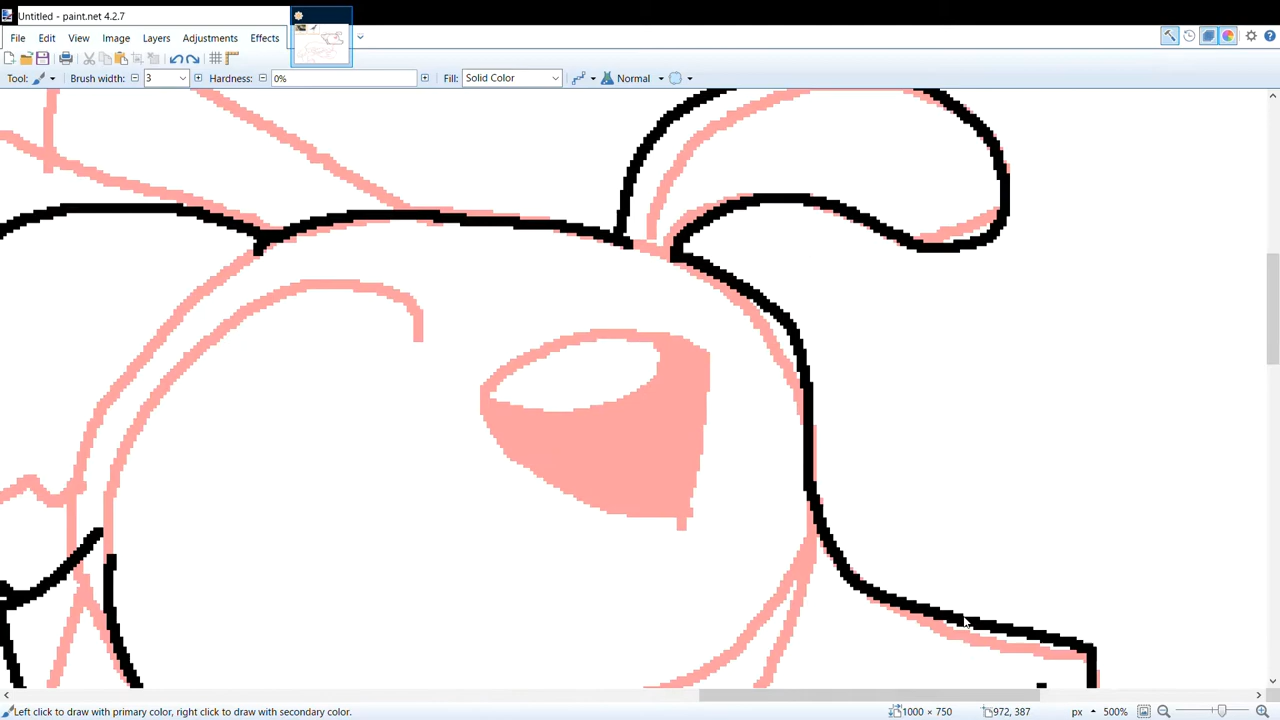 Untitled - paint.net 4.2.7
File Edit View Image Layers Adjustments Effects
Tool: Brush width: 3 Hardness: 0% Fill: Solid Color Normal
Left click to draw with primary color, right click to draw with secondary color. 1000 × 750 972, 387 px 500%